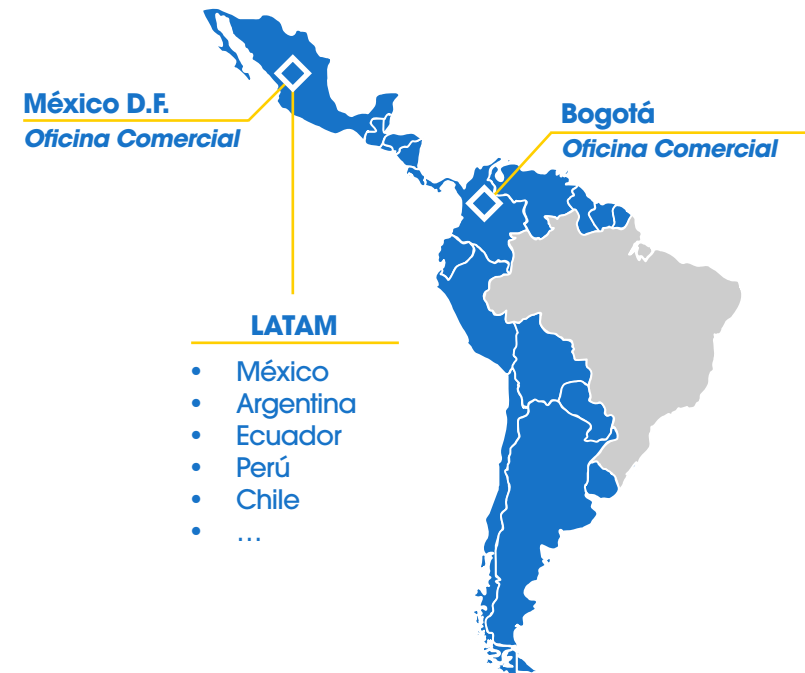 México D.F.
Oficina Comercial
Bogotá
Oficina Comercial
LATAM
• México
• Argentina
• Ecuador
• Perú
• Chile
• …